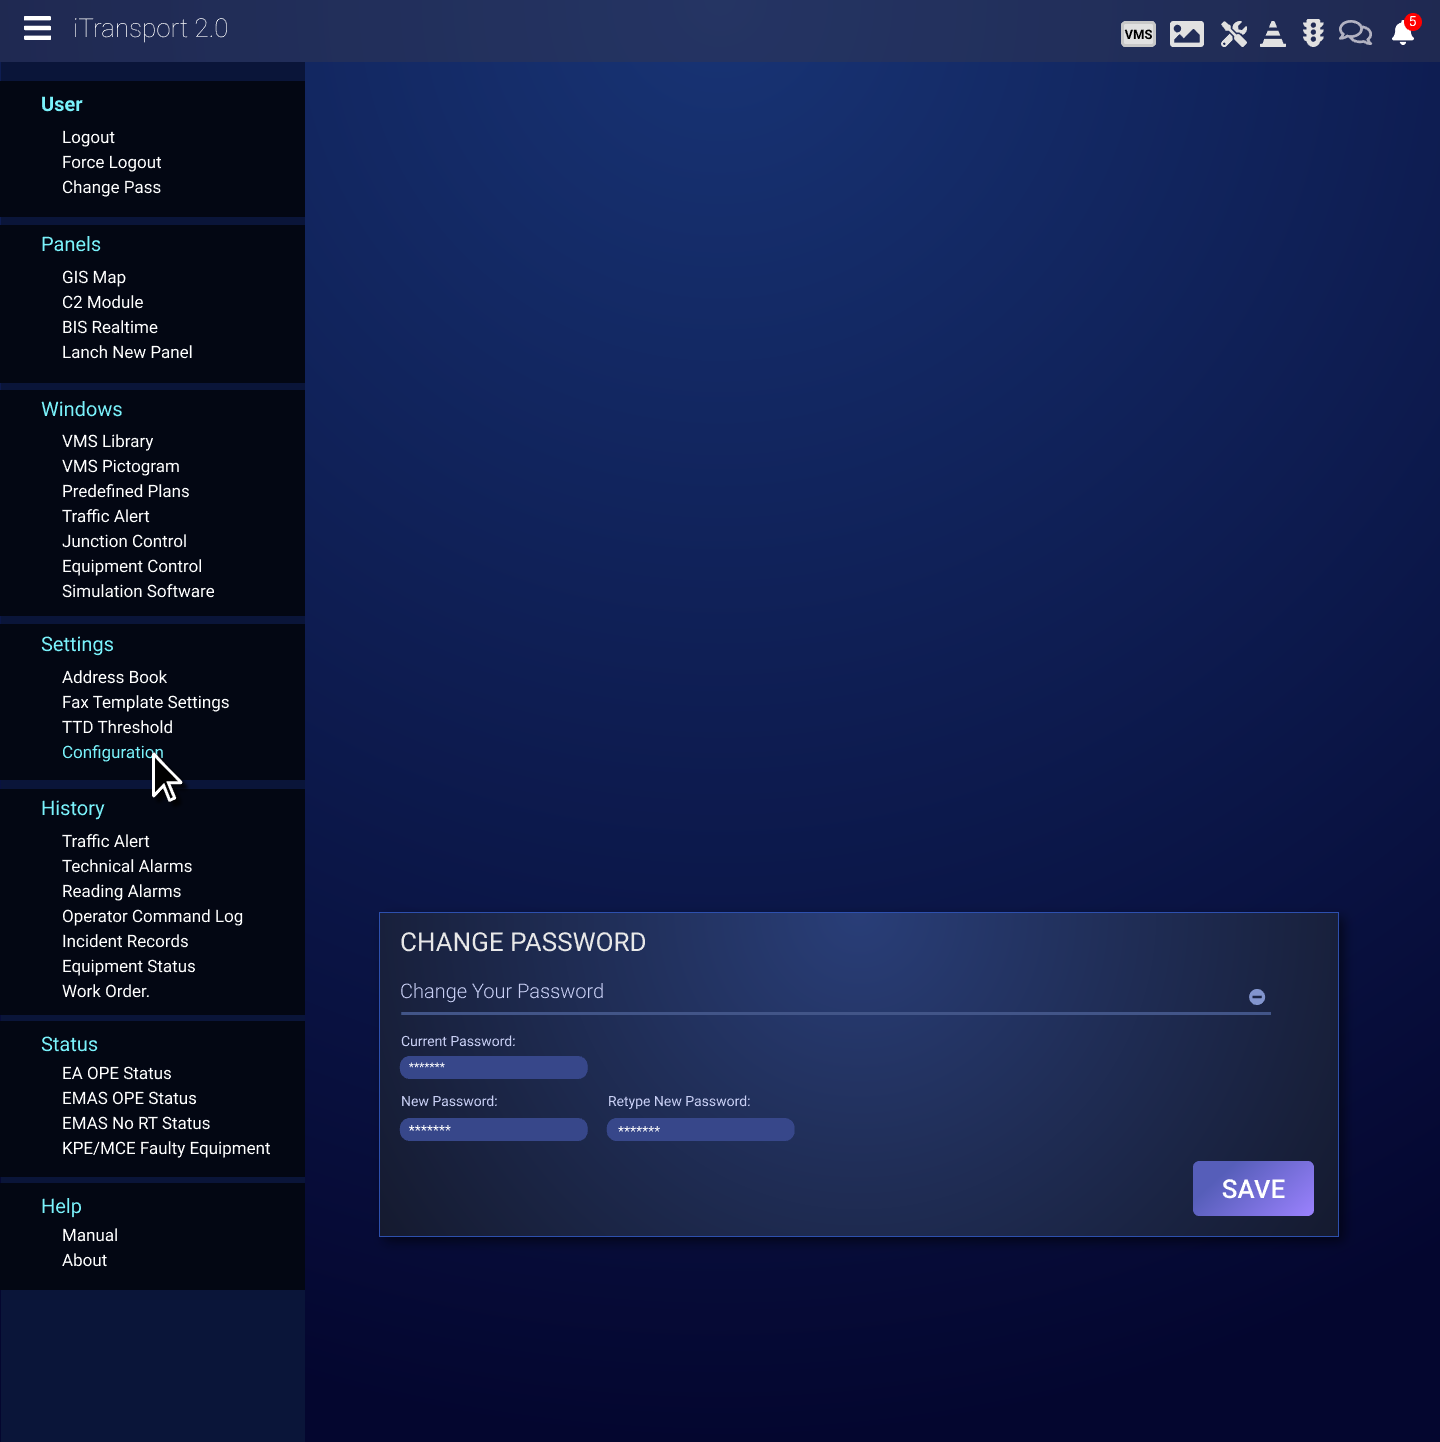 iTransport 2.0
VMS
5
User
Logout
Force Logout
Change Pass
Panels
GIS Map
C2 Module
BIS Realtime
Lanch New Panel
Windows
VMS Library
VMS Pictogram
Predefined Plans
Traffic Alert
Junction Control
Equipment Control
Simulation Software
Settings
Address Book
Fax Template Settings
TTD Threshold
Configuration
History
Traffic Alert
Technical Alarms
Reading Alarms
Operator Command Log
Incident Records
Equipment Status
Work Order.
Status
EA OPE Status
EMAS OPE Status
EMAS No RT Status
KPE/MCE Faulty Equipment
Help
Manual
About
CHANGE PASSWORD
Change Your Password
Current Password:
*******
New Password: Retype New Password:
******* *******
SAVE